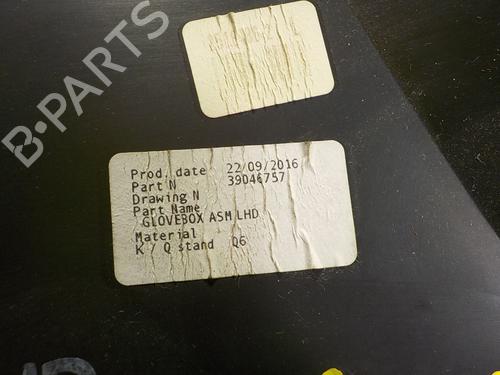 B-PARTS
Prod. date 22/09/2016
Part N 39046757
Drawing N
Part Name
GLOVEBOX ASM LHD
Material
K / Q stand Q6